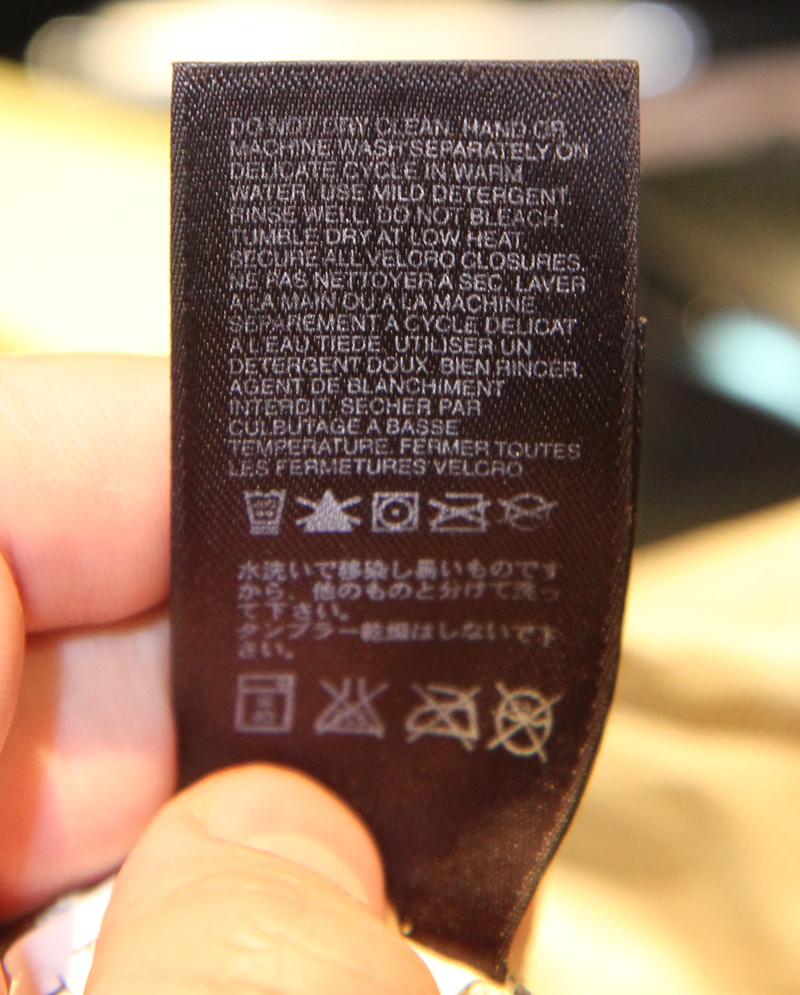 DO NOT DRY CLEAN. HAND OR
MACHINE WASH SEPARATELY ON
DELICATE CYCLE IN WARM
WATER. USE MILD DETERGENT.
RINSE WELL. DO NOT BLEACH.
TUMBLE DRY AT LOW HEAT.
SECURE ALL VELCRO CLOSURES.
NE PAS NETTOYER A SEC. LAVER
A LA MAIN OU A LA MACHINE
SEPAREMENT A CYCLE DELICAT
A L'EAU TIEDE. UTILISER UN
DETERGENT DOUX. BIEN RINCER.
AGENT DE BLANCHIMENT
INTERDIT. SECHER PAR
CULBUTAGE A BASSE
TEMPERATURE. FERMER TOUTES
LES FERMETURES VELCRO
水洗いで移染し易いものです
から、他のものと分けて洗っ
て下さい。
タンブラー乾燥はしないで下
さい。